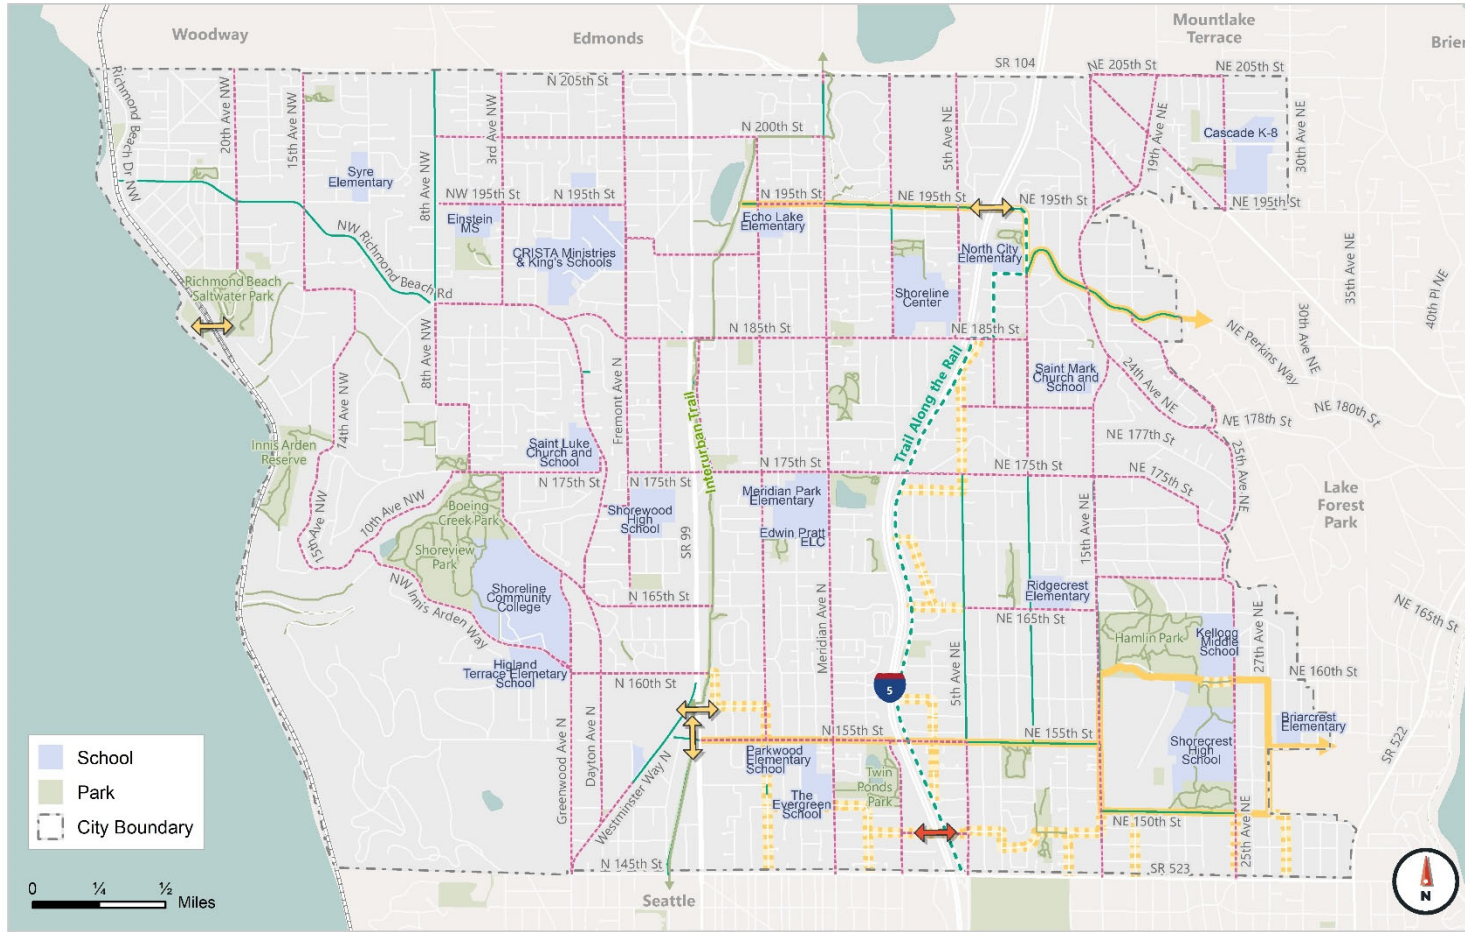 Woodway
Edmonds
Mountlake
Terrace
Brier
SR 104
NE 205th St
NE 205th St
N 205th St
Richmond Beach Dr NW
20th Ave NW
15th Ave NW
8th Ave NW
3rd Ave NW
N 200th St
5th Ave NE
19th Ave NE
30th Ave NE
Cascade K-8
Syre
Elementary
NW 195th St
N 195th St
N 195th St
NE 195th St
NE 195th St
NE 195th St
Einstein
MS
Echo Lake
Elementary
CRISTA Ministries
& King's Schools
North City
Elementary
NW Richmond Beach Rd
Richmond Beach
Saltwater Park
Shoreline
Center
35th Ave NE
40th Pl NE
30th Ave NE
N 185th St
NE 185th St
NE Perkins Way
8th Ave NW
14th Ave NW
Fremont Ave N
Trail Along the Rail
Saint Mark
Church and
School
24th Ave NE
NE 180th St
NE 178th St
Interurban Trail
Innis Arden
Reserve
Saint Luke
Church and
School
NE 177th St
25th Ave NE
N 175th St
NE 175th St
NE 175th St
N 175th St
N 175th St
10th Ave NW
15th Ave NW
Boeing
Creek Park
Shorewood
High
School
Meridian Park
Elementary
Edwin Pratt
ELC
SR 99
15th Ave NE
Lake
Forest
Park
Shoreview
Park
NW Innis Arden Way
Shoreline
Community
College
N 165th St
Ridgecrest
Elementary
NE 165th St
NE 165th St
Hamlin Park
Kellogg
Middle
School
27th Ave NE
Meridian Ave N
Higland
Terrace Elemetary
School
N 160th St
NE 160th St
5
5th Ave NE
Greenwood Ave N
Dayton Ave N
Westminster Way N
N 155th St
NE 155th St
Briarcrest
Elementary
Parkwood
Elementary
School
Shorecrest
High
School
SR 522
Twin
Ponds
Park
The
Evergreen
School
NE 150th St
25th Ave NE
N 145th St
SR 523
Seattle
School
Park
City Boundary
0 ¼ ½
Miles
N